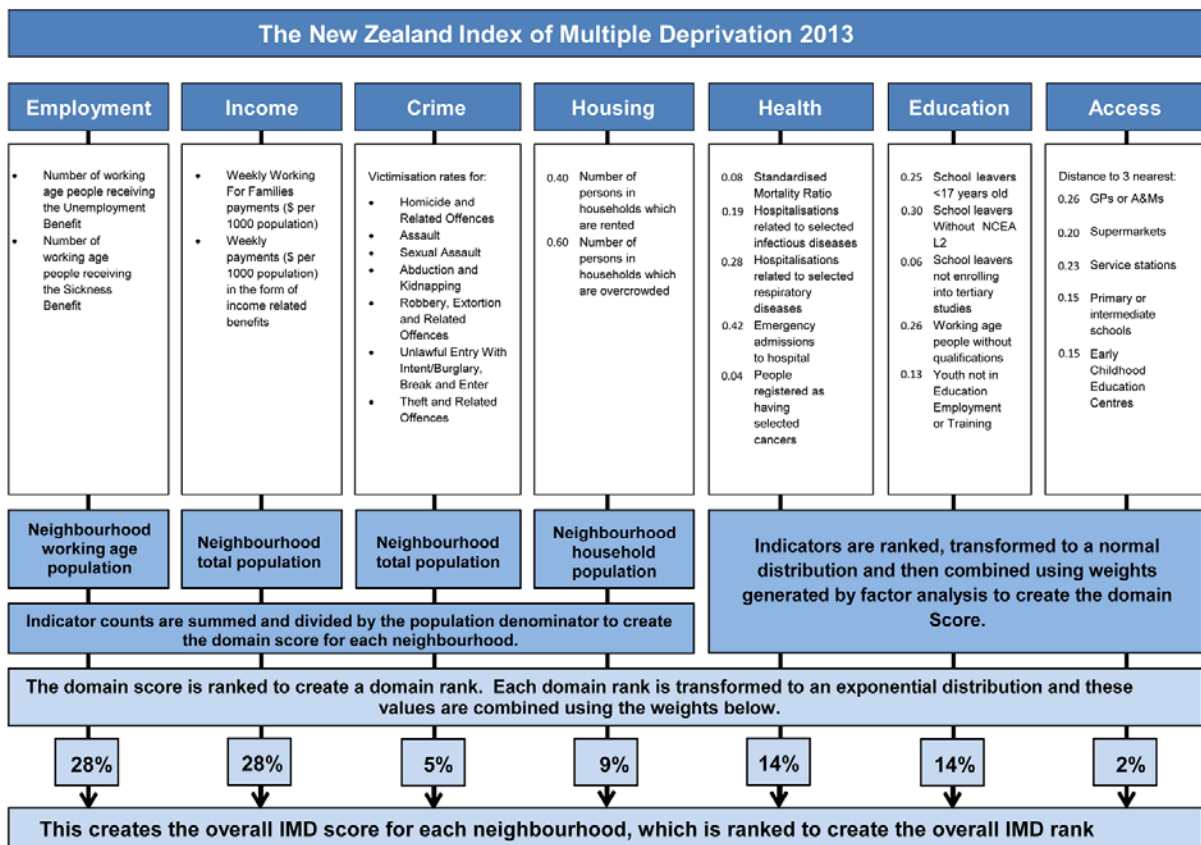 The New Zealand Index of Multiple Deprivation 2013
Employment
Income
Crime
Housing
Health
Education
Access
• Number of working
age people receiving
the Unemployment
Benefit
• Number of
working age
people receiving
the Sickness
Benefit
• Weekly Working
For Families
payments ($ per
1000 population)
• Weekly
payments ($ per
1000 population)
in the form of
income related
benefits
Victimisation rates for:
• Homicide and
Related Offences
• Assault
• Sexual Assault
• Abduction and
Kidnapping
• Robbery, Extortion
and Related
Offences
• Unlawful Entry With
Intent/Burglary,
Break and Enter
• Theft and Related
Offences
0.40 Number of
persons in
households which
are rented
0.60 Number of
persons in
households which
are overcrowded
0.08 Standardised
Mortality Ratio
0.19 Hospitalisations
related to selected
infectious diseases
0.28 Hospitalisations
related to selected
respiratory
diseases
0.42 Emergency
admissions
to hospital
0.04 People
registered as
having
selected
cancers
0.25 School leavers
<17 years old
0.30 School leavers
Without NCEA
L2
0.06 School leavers
not enrolling
into tertiary
studies
0.26 Working age
people without
qualifications
0.13 Youth not in
Education
Employment
or Training
Distance to 3 nearest:
0.26 GPs or A&Ms
0.20 Supermarkets
0.23 Service stations
0.15 Primary or
intermediate
schools
0.15 Early
Childhood
Education
Centres
Neighbourhood
working age
population
Neighbourhood
total population
Neighbourhood
total population
Neighbourhood
household
population
Indicators are ranked, transformed to a normal
distribution and then combined using weights
generated by factor analysis to create the domain
Score.
Indicator counts are summed and divided by the population denominator to create
the domain score for each neighbourhood.
The domain score is ranked to create a domain rank. Each domain rank is transformed to an exponential distribution and these
values are combined using the weights below.
28%
28%
5%
9%
14%
14%
2%
This creates the overall IMD score for each neighbourhood, which is ranked to create the overall IMD rank